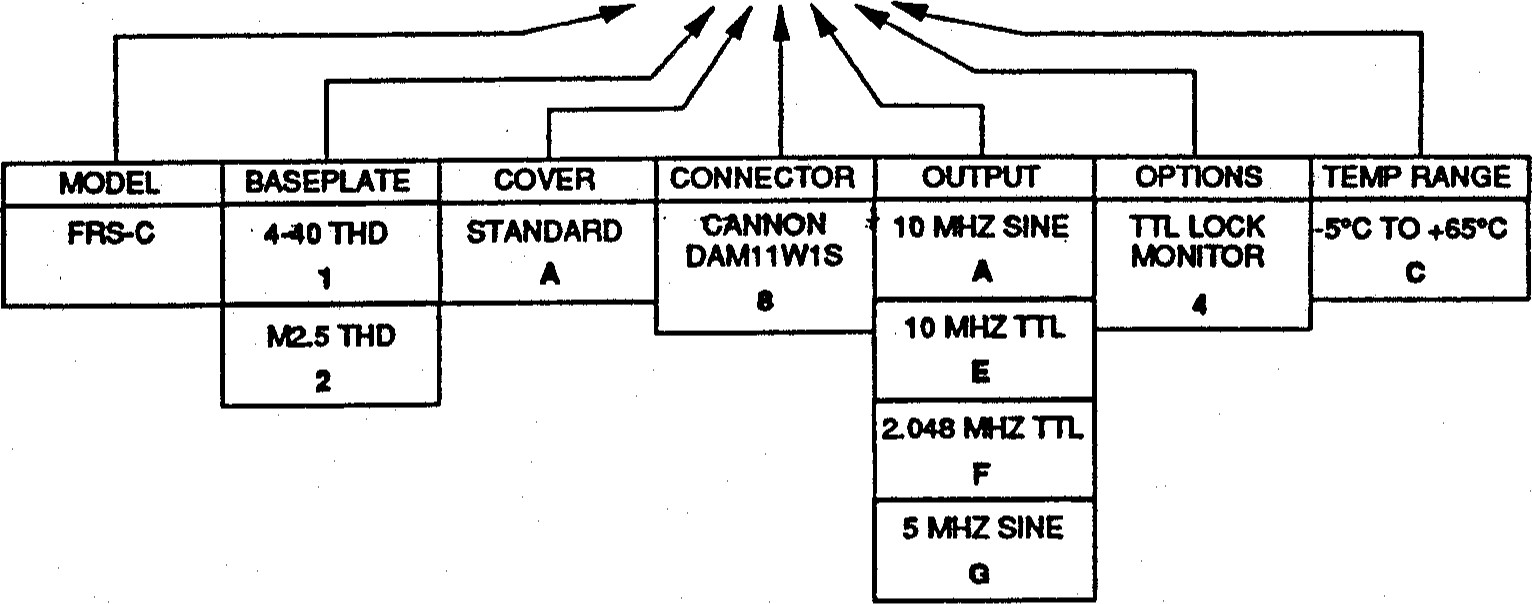 MODEL
BASEPLATE
COVER
CONNECTOR
OUTPUT
OPTIONS
TEMP RANGE
FRS-C
4-40 THD
1
M2.5 THD
2
STANDARD
A
CANNON
DAM11W1S
8
10 MHZ SINE
A
10 MHZ TTL
E
2.048 MHZ TTL
F
5 MHZ SINE
G
TTL LOCK
MONITOR
4
-5°C TO +65°C
C